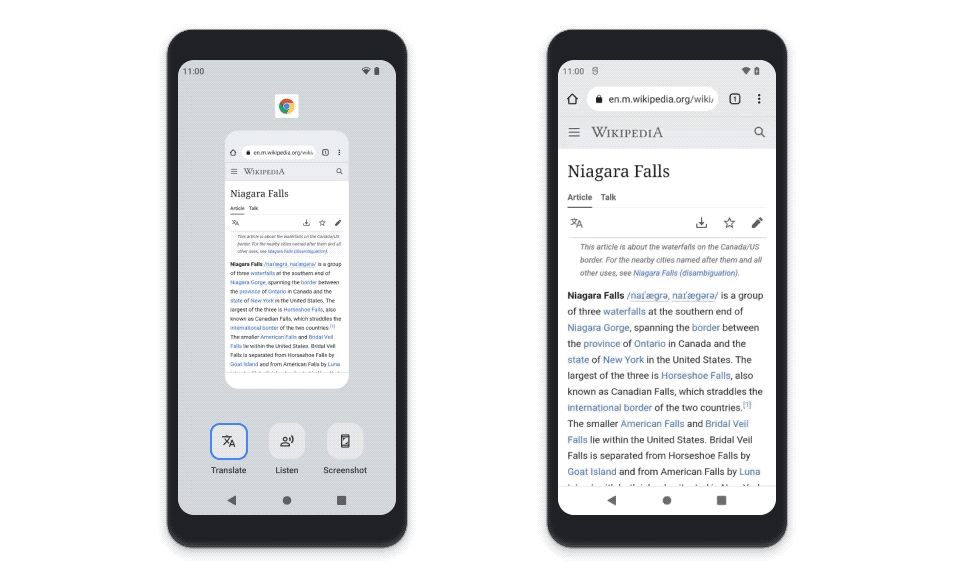 11:00
en.m.wikipedia.org/wiki
WIKIPEDIA
Niagara Falls
Article Talk
This article is about the waterfalls on the Canada/US
border. For the nearby cities named after them and all
other uses, see Niagara Falls (disambiguation).
Niagara Falls /naɪˈæɡrə, naɪˈæɡərə/ is a group
of three waterfalls at the southern end of
Niagara Gorge, spanning the border between
the province of Ontario in Canada and the
state of New York in the United States. The
largest of the three is Horseshoe Falls, also
known as Canadian Falls, which straddles the
international border of the two countries.[1]
The smaller American Falls and Bridal Veil
Falls lie within the United States. Bridal Veil
Falls is separated from Horseshoe Falls by
Goat Island and from American Falls by Luna
Translate Listen Screenshot
11:00
en.m.wikipedia.org/wiki/
1
WIKIPEDIA
Niagara Falls
Article Talk
This article is about the waterfalls on the Canada/US
border. For the nearby cities named after them and all
other uses, see Niagara Falls (disambiguation).
Niagara Falls /naɪˈæɡrə, naɪˈæɡərə/ is a group
of three waterfalls at the southern end of
Niagara Gorge, spanning the border between
the province of Ontario in Canada and the
state of New York in the United States. The
largest of the three is Horseshoe Falls, also
known as Canadian Falls, which straddles the
international border of the two countries.[1]
The smaller American Falls and Bridal Veil
Falls lie within the United States. Bridal Veil
Falls is separated from Horseshoe Falls by
Goat Island and from American Falls by Luna